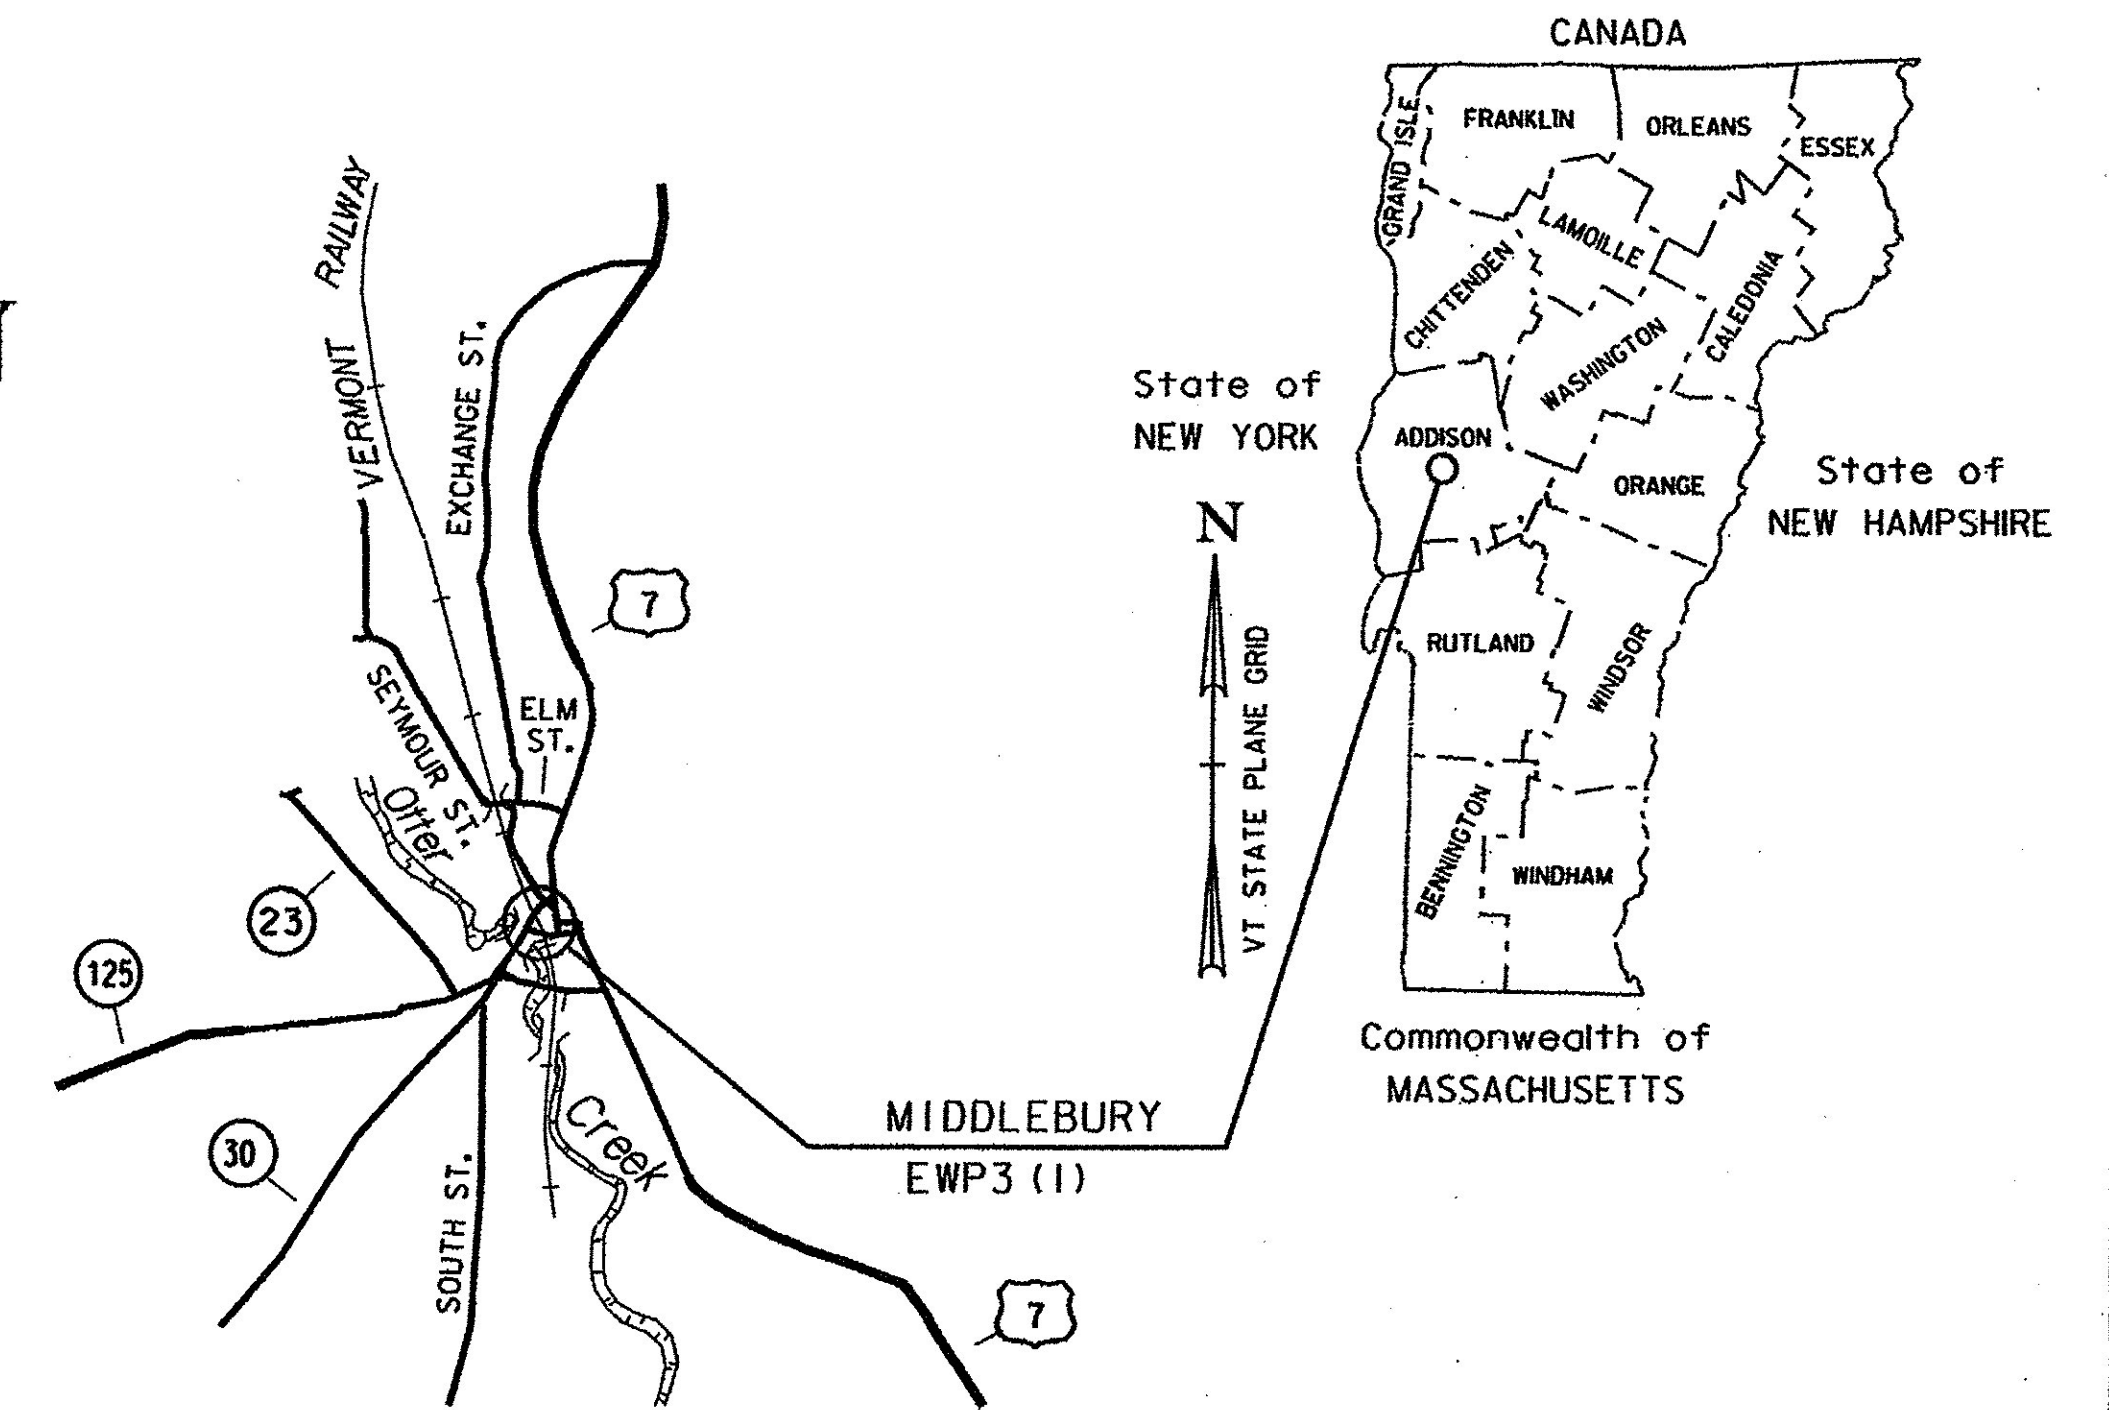 CANADA
GRAND ISLE
FRANKLIN
ORLEANS
ESSEX
LAMOILLE
CHITTENDEN
CALEDONIA
WASHINGTON
ADDISON
ORANGE
RUTLAND
WINDSOR
BENNINGTON
WINDHAM
State of
NEW YORK
State of
NEW HAMPSHIRE
Commonwealth of
MASSACHUSETTS
N
VT STATE PLANE GRID
VERMONT RAILWAY
EXCHANGE ST.
7
SEYMOUR ST.
ELM
ST.
Otter
23
125
30
SOUTH ST.
Creek
MIDDLEBURY
EWP3 (1)
7